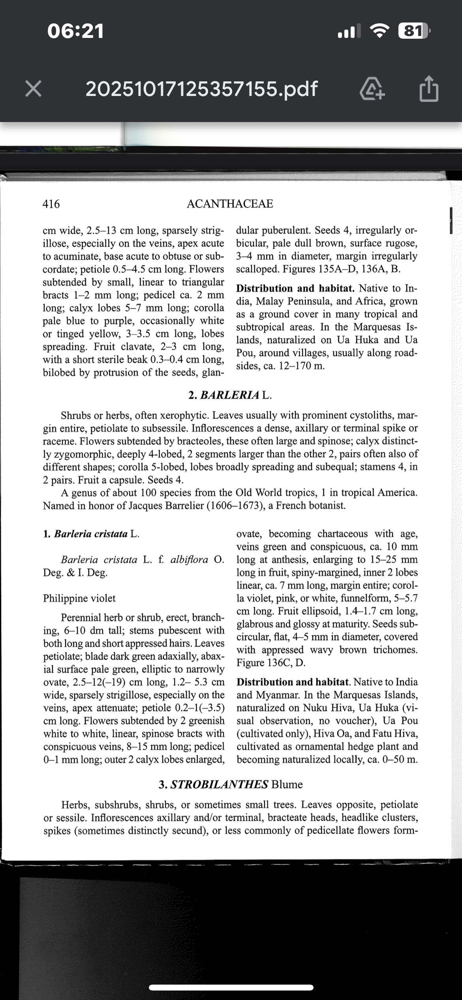 06:21
81
20251017125357155.pdf
416
ACANTHACEAE
cm wide, 2.5–13 cm long, sparsely strig-
illose, especially on the veins, apex acute
to acuminate, base acute to obtuse or sub-
cordate; petiole 0.5–4.5 cm long. Flowers
subtended by small, linear to triangular
bracts 1–2 mm long; pedicel ca. 2 mm
long; calyx lobes 5–7 mm long; corolla
pale blue to purple, occasionally white
or tinged yellow, 3–3.5 cm long, lobes
spreading. Fruit clavate, 2–3 cm long,
with a short sterile beak 0.3–0.4 cm long,
bilobed by protrusion of the seeds, glan-
dular puberulent. Seeds 4, irregularly or-
bicular, pale dull brown, surface rugose,
3–4 mm in diameter, margin irregularly
scalloped. Figures 135A–D, 136A, B.
Distribution and habitat. Native to In-
dia, Malay Peninsula, and Africa, grown
as a ground cover in many tropical and
subtropical areas. In the Marquesas Is-
lands, naturalized on Ua Huka and Ua
Pou, around villages, usually along road-
sides, ca. 12–170 m.
2. BARLERIA L.
Shrubs or herbs, often xerophytic. Leaves usually with prominent cystoliths, mar-
gin entire, petiolate to subsessile. Inflorescences a dense, axillary or terminal spike or
raceme. Flowers subtended by bracteoles, these often large and spinose; calyx distinct-
ly zygomorphic, deeply 4-lobed, 2 segments larger than the other 2, pairs often also of
different shapes; corolla 5-lobed, lobes broadly spreading and subequal; stamens 4, in
2 pairs. Fruit a capsule. Seeds 4.
A genus of about 100 species from the Old World tropics, 1 in tropical America.
Named in honor of Jacques Barrelier (1606–1673), a French botanist.
1. Barleria cristata L.
Barleria cristata L. f. albiflora O.
Deg. & I. Deg.
Philippine violet
Perennial herb or shrub, erect, branch-
ing, 6–10 dm tall; stems pubescent with
both long and short appressed hairs. Leaves
petiolate; blade dark green adaxially, abax-
ial surface pale green, elliptic to narrowly
ovate, 2.5–12(–19) cm long, 1.2– 5.3 cm
wide, sparsely strigillose, especially on the
veins, apex attenuate; petiole 0.2–1(–3.5)
cm long. Flowers subtended by 2 greenish
white to white, linear, spinose bracts with
conspicuous veins, 8–15 mm long; pedicel
0–1 mm long; outer 2 calyx lobes enlarged,
ovate, becoming chartaceous with age,
veins green and conspicuous, ca. 10 mm
long at anthesis, enlarging to 15–25 mm
long in fruit, spiny-margined, inner 2 lobes
linear, ca. 7 mm long, margin entire; corol-
la violet, pink, or white, funnelform, 5–5.7
cm long. Fruit ellipsoid, 1.4–1.7 cm long,
glabrous and glossy at maturity. Seeds sub-
circular, flat, 4–5 mm in diameter, covered
with appressed wavy brown trichomes.
Figure 136C, D.
Distribution and habitat. Native to India
and Myanmar. In the Marquesas Islands,
naturalized on Nuku Hiva, Ua Huka (vi-
sual observation, no voucher), Ua Pou
(cultivated only), Hiva Oa, and Fatu Hiva,
cultivated as ornamental hedge plant and
becoming naturalized locally, ca. 0–50 m.
3. STROBILANTHES Blume
Herbs, subshrubs, shrubs, or sometimes small trees. Leaves opposite, petiolate
or sessile. Inflorescences axillary and/or terminal, bracteate heads, headlike clusters,
spikes (sometimes distinctly secund), or less commonly of pedicellate flowers form-